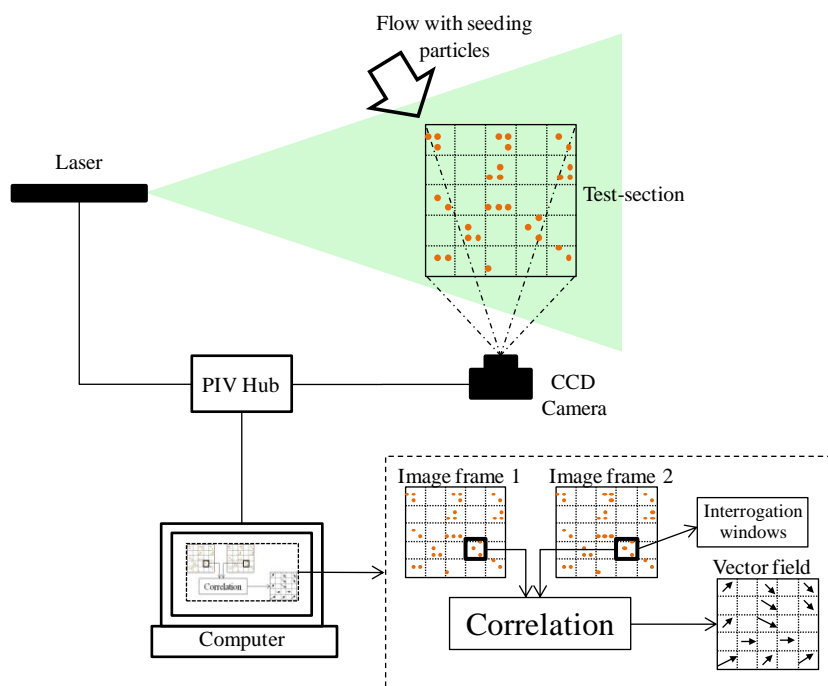 Flow with seeding
particles
Laser
Test-section
PIV Hub
CCD
Camera
Image frame 1
Image frame 2
Interrogation
windows
Vector field
Correlation
Correlation
Computer